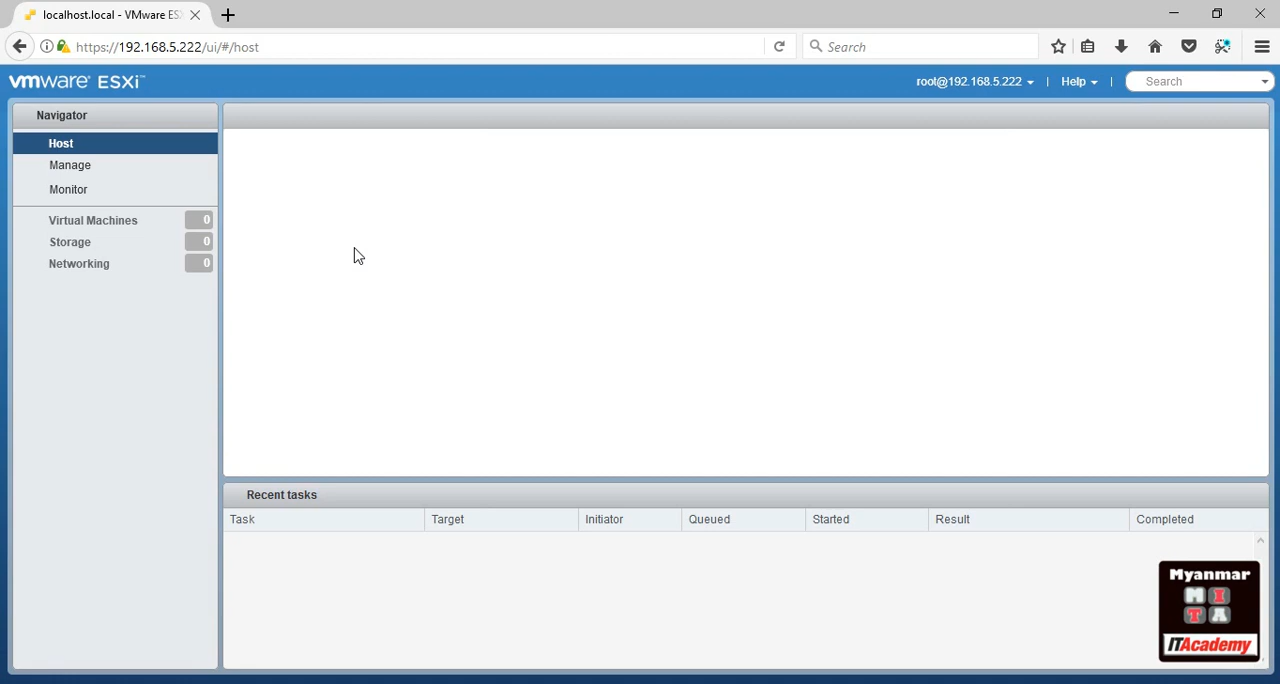 localhost.local - VMware ES
https://192.168.5.222/ui/#/host
Search
vmware ESXi™
root@192.168.5.222 | Help | Search
Navigator
Host
Manage
Monitor
Virtual Machines 0
Storage 0
Networking 0
Recent tasks
Task Target Initiator Queued Started Result Completed
Myanmar
M I
T A
ITAcademy